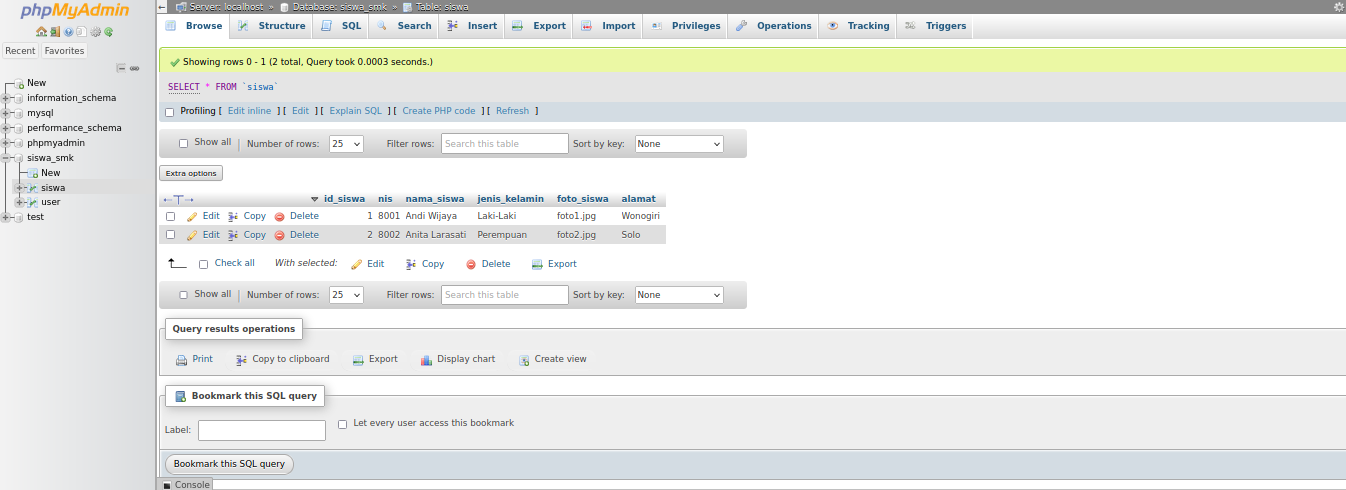 phpMyAdmin
Server: localhost » Database: siswa_smk » Table: siswa
Browse Structure SQL Search Insert Export Import Privileges Operations Tracking Triggers
Recent Favorites
New
information_schema
mysql
performance_schema
phpmyadmin
siswa_smk
New
siswa
user
test
Showing rows 0 - 1 (2 total, Query took 0.0003 seconds.)
SELECT * FROM `siswa`
Profiling [ Edit inline ] [ Edit ] [ Explain SQL ] [ Create PHP code ] [ Refresh ]
Show all | Number of rows: 25 Filter rows: Search this table Sort by key: None
Extra options
←T→ id_siswa nis nama_siswa jenis_kelamin foto_siswa alamat
Edit Copy Delete 1 8001 Andi Wijaya Laki-Laki foto1.jpg Wonogiri
Edit Copy Delete 2 8002 Anita Larasati Perempuan foto2.jpg Solo
Check all With selected: Edit Copy Delete Export
Show all | Number of rows: 25 Filter rows: Search this table Sort by key: None
Query results operations
Print Copy to clipboard Export Display chart Create view
Bookmark this SQL query
Label: Let every user access this bookmark
Bookmark this SQL query
Console